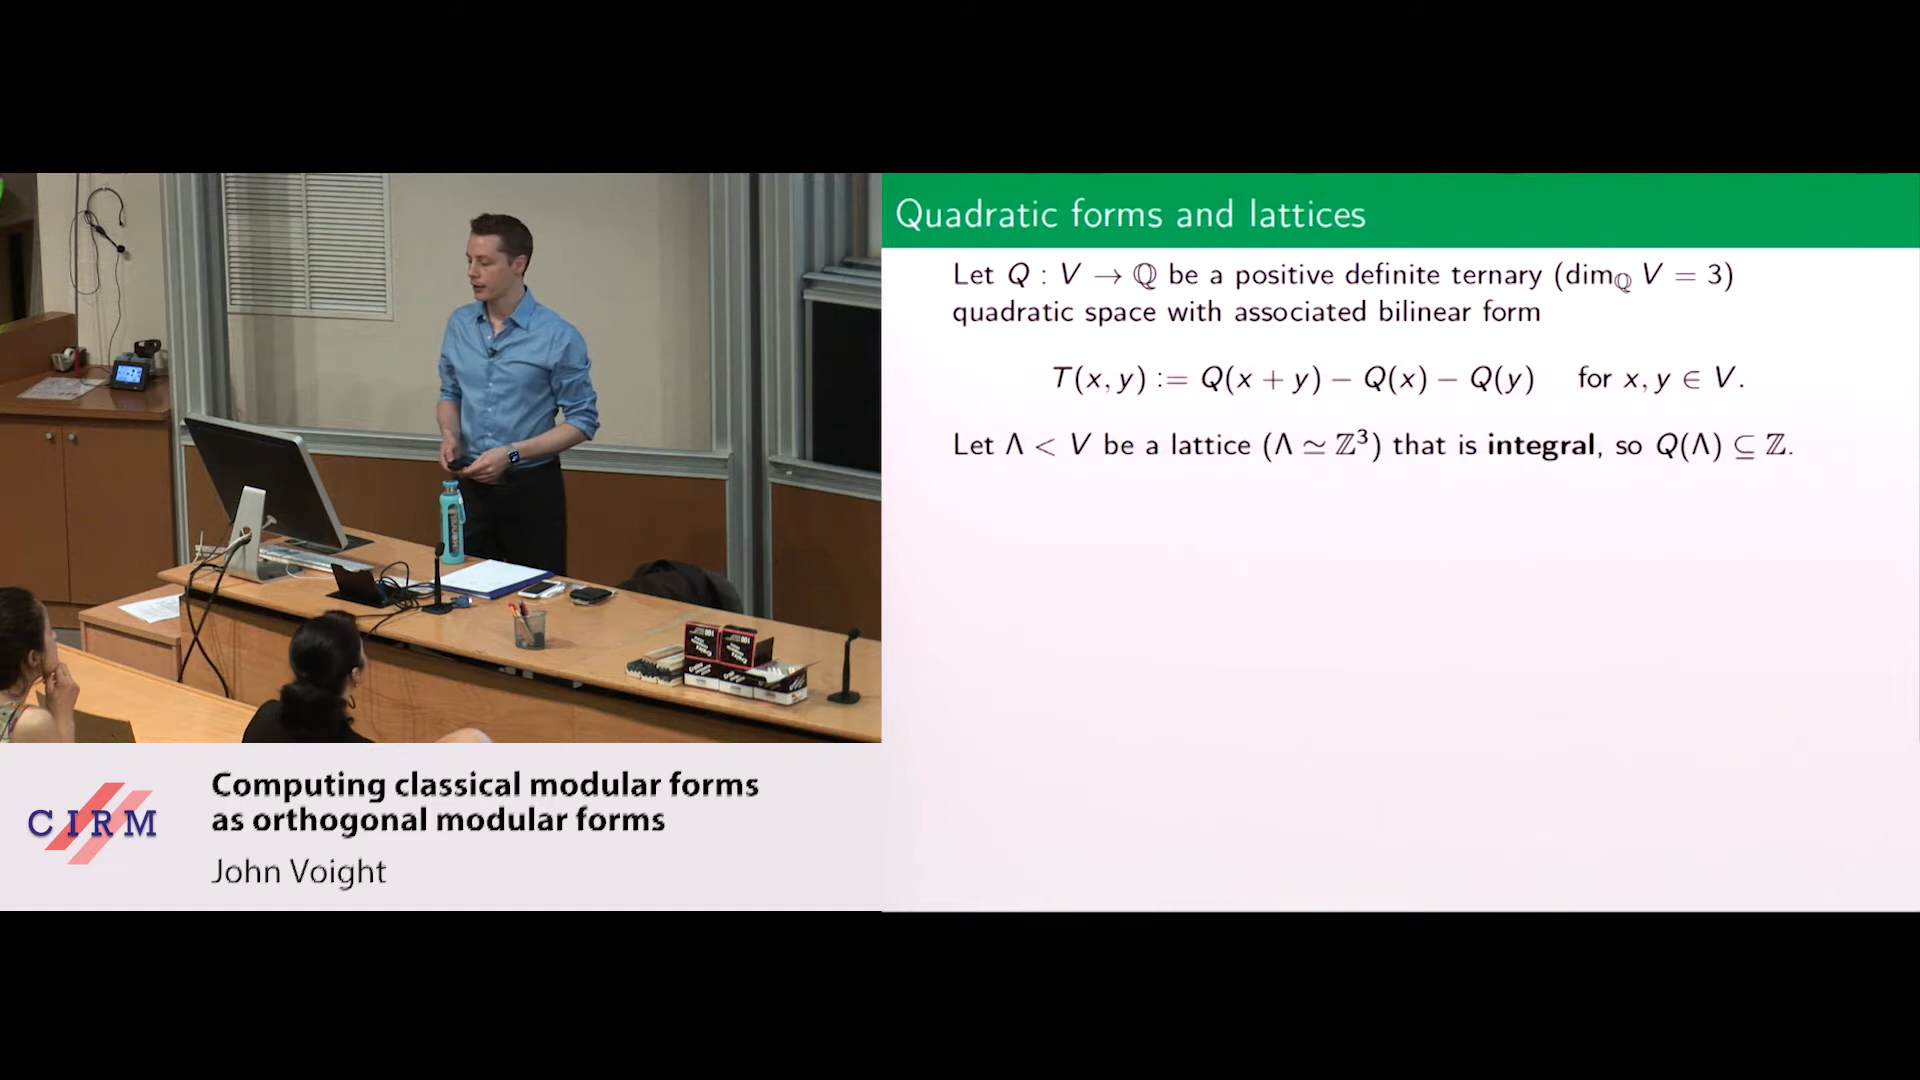 Quadratic forms and lattices
Let Q : V → ℚ be a positive definite ternary (dim_ℚ V = 3)
quadratic space with associated bilinear form
T(x, y) := Q(x + y) − Q(x) − Q(y) for x, y ∈ V.
Let Λ < V be a lattice (Λ ≃ ℤ³) that is integral, so Q(Λ) ⊆ ℤ.
CIRM
Computing classical modular forms
as orthogonal modular forms
John Voight